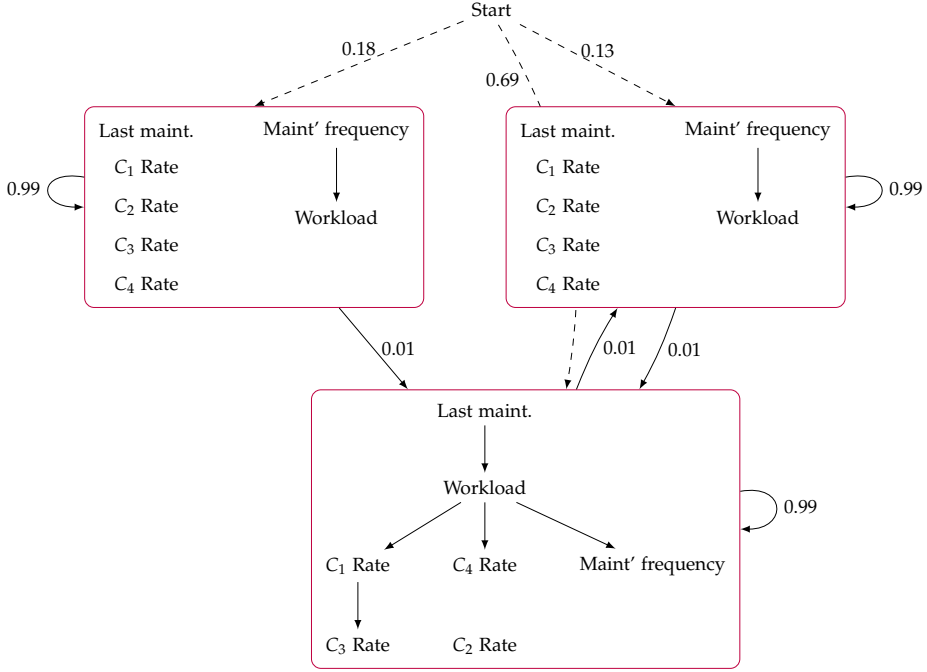 Start
0.18
0.13
0.69
Last maint.
Maint' frequency
C₁ Rate
0.99
C₂ Rate
Workload
C₃ Rate
C₄ Rate
Last maint.
Maint' frequency
C₁ Rate
0.99
C₂ Rate
Workload
C₃ Rate
C₄ Rate
0.01
0.01
0.01
Last maint.
Workload
0.99
C₁ Rate
C₄ Rate
Maint' frequency
C₃ Rate
C₂ Rate